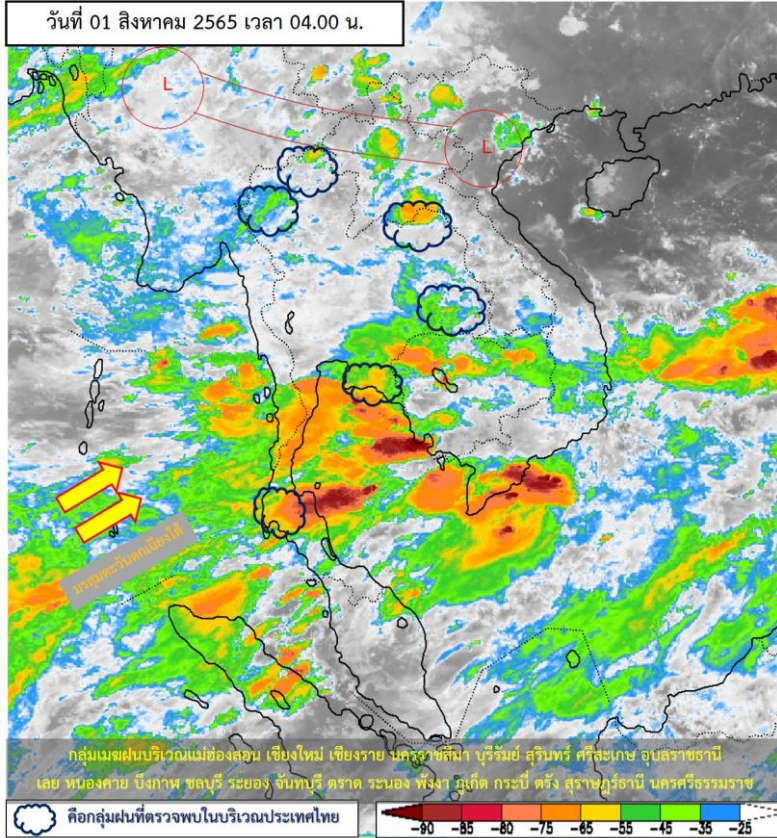 วันที่ 01 สิงหาคม 2565 เวลา 04.00 น.
L
L
มรสุมตะวันตกเฉียงใต้
กลุ่มเมฆฝนบริเวณแม่ฮ่องสอน เชียงใหม่ เชียงราย นครราชสีมา บุรีรัมย์ สุรินทร์ ศรีสะเกษ อุบลราชธานี
เลย หนองคาย บึงกาฬ ชลบุรี ระยอง จันทบุรี ตราด ระนอง พังงา ภูเก็ต กระบี่ ตรัง สุราษฎร์ธานี นครศรีธรรมราช
คือกลุ่มฝนที่ตรวจพบในบริเวณประเทศไทย
-90 -85 -80 -75 -65 -55 -45 -35 -25